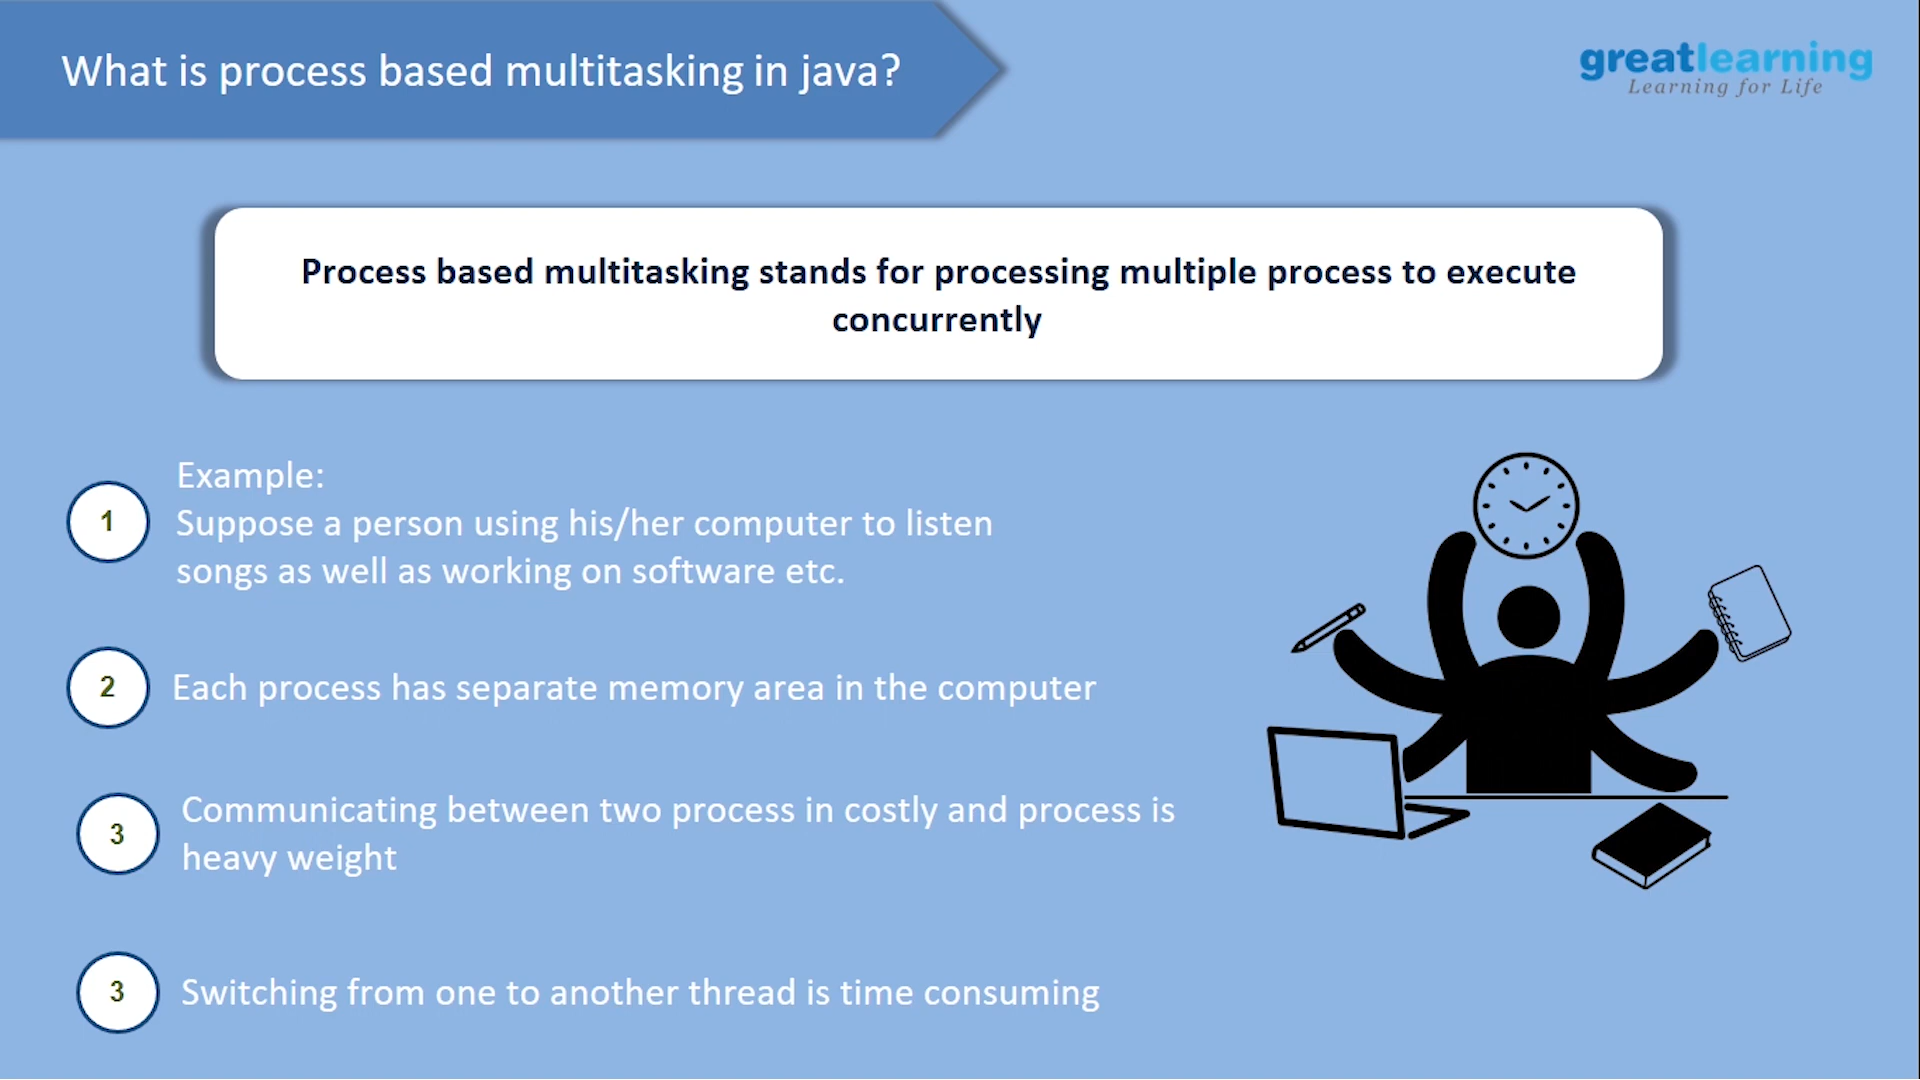 What is process based multitasking in java?
greatlearning
Learning for Life
Process based multitasking stands for processing multiple process to execute
concurrently
1
Example:
Suppose a person using his/her computer to listen
songs as well as working on software etc.
2
Each process has separate memory area in the computer
3
Communicating between two process in costly and process is
heavy weight
3
Switching from one to another thread is time consuming